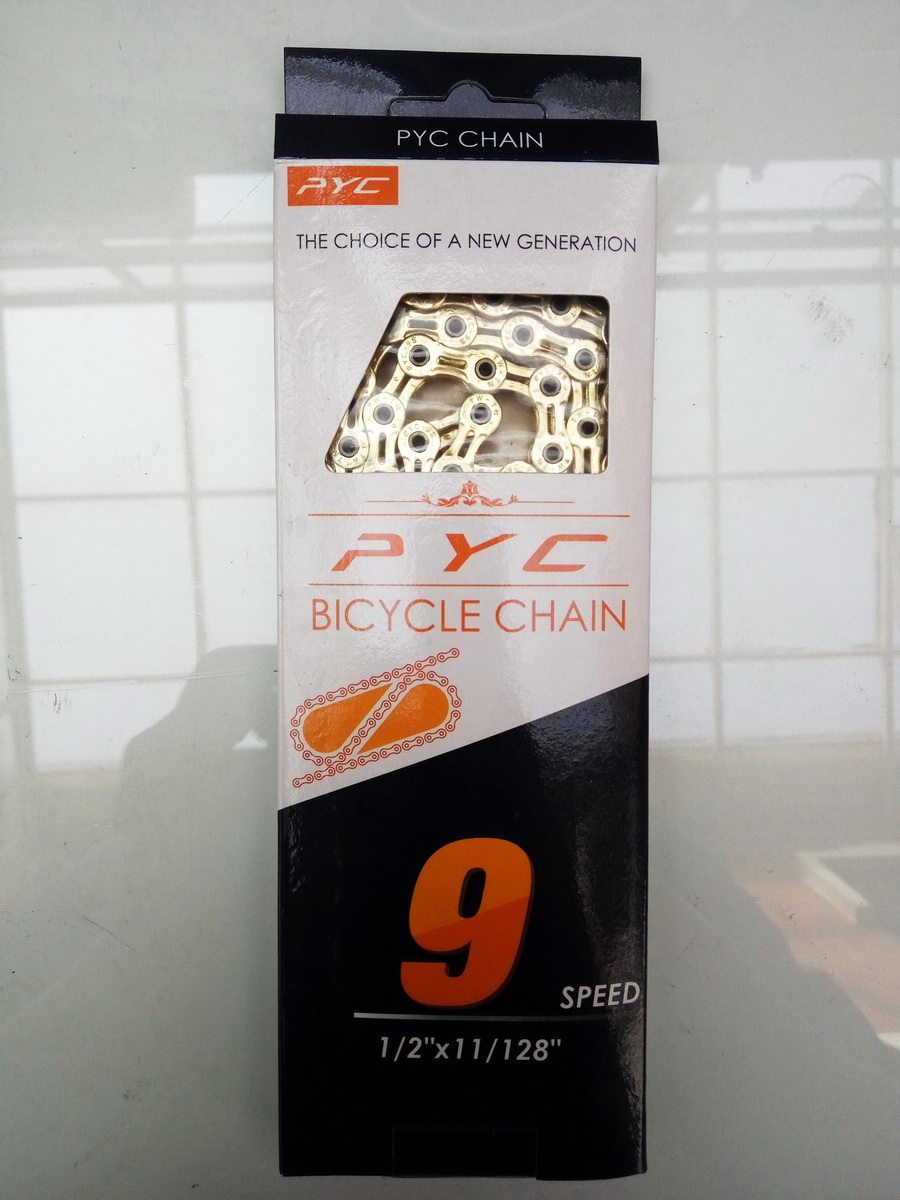 PYC CHAIN
PYC
THE CHOICE OF A NEW GENERATION
PYC
BICYCLE CHAIN
9
SPEED
1/2"x11/128"